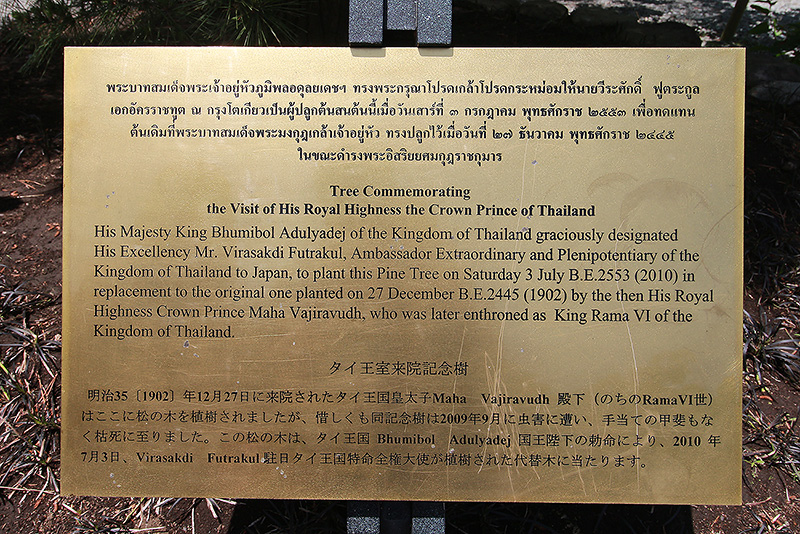 พระบาทสมเด็จพระเจ้าอยู่หัวภูมิพลอดุลยเดชฯ ทรงพระกรุณาโปรดเกล้าโปรดกระหม่อมให้นายวีระศักดิ์ ฟูตระกูล
เอกอัครราชทูต ณ กรุงโตเกียวเป็นผู้ปลูกต้นสนต้นนี้เมื่อวันเสาร์ที่ ๓ กรกฎาคม พุทธศักราช ๒๕๕๓ เพื่อทดแทน
ต้นเดิมที่พระบาทสมเด็จพระมงกุฎเกล้าเจ้าอยู่หัว ทรงปลูกไว้เมื่อวันที่ ๒๗ ธันวาคม พุทธศักราช ๒๔๔๕
ในขณะดำรงพระอิสริยยศมกุฎราชกุมาร
Tree Commemorating
the Visit of His Royal Highness the Crown Prince of Thailand
His Majesty King Bhumibol Adulyadej of the Kingdom of Thailand graciously designated
His Excellency Mr. Virasakdi Futrakul, Ambassador Extraordinary and Plenipotentiary of the
Kingdom of Thailand to Japan, to plant this Pine Tree on Saturday 3 July B.E.2553 (2010) in
replacement to the original one planted on 27 December B.E.2445 (1902) by the then His Royal
Highness Crown Prince Maha Vajiravudh, who was later enthroned as King Rama VI of the
Kingdom of Thailand.
タイ王室来院記念樹
明治35〔1902〕年12月27日に来院されたタイ王国皇太子Maha Vajiravudh 殿下（のちのRamaVI世）
はここに松の木を植樹されましたが、惜しくも同記念樹は2009年9月に虫害に遭い、手当ての甲斐もな
く枯死に至りました。この松の木は、タイ王国 Bhumibol Adulyadej 国王陛下の勅命により、2010 年
7月3日、Virasakdi Futrakul 駐日タイ王国特命全権大使が植樹された代替木に当たります。